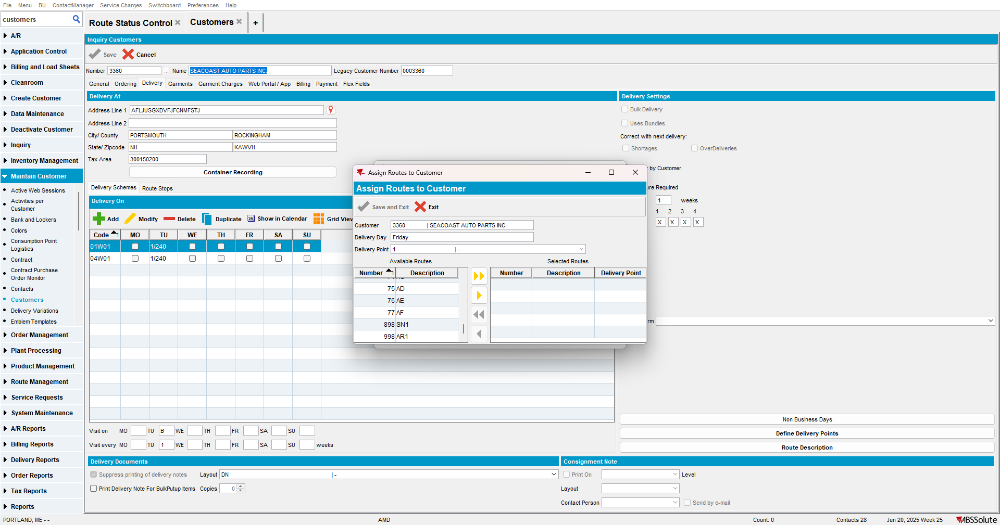 File Menu BU ContactManager Service Charges Switchboard Preferences Help
customers
Route Status Control Customers +
A/R
Application Control
Billing and Load Sheets
Cleanroom
Create Customer
Data Maintenance
Deactivate Customer
Inquiry
Inventory Management
Maintain Customer
Active Web Sessions
Activities per
Customer
Bank and Lockers
Colors
Consumption Point
Logistics
Contract
Contract Purchase
Order Monitor
Contacts
Customers
Delivery Variations
Emblem Templates
Order Management
Plant Processing
Product Management
Route Management
Service Requests
System Maintenance
A/R Reports
Billing Reports
Delivery Reports
Order Reports
Tax Reports
Reports
Inquiry Customers
Save Cancel
Number 3360 ... Name SEACOAST AUTO PARTS INC. Legacy Customer Number 0003360
General Ordering Delivery Garments Garment Charges Web Portal / App Billing Payment Flex Fields
Delivery At
Address Line 1 AFLJUSGXDVFJFCNMFSTJ
Address Line 2
City/ County PORTSMOUTH ROCKINGHAM
State/ Zipcode NH KAWVH
Tax Area 300150200
Container Recording
Delivery Schemes Route Stops
Delivery On
Add Modify Delete Duplicate 16 Show in Calendar Grid View
Code 1 MO TU WE TH FR SA SU
01W01 1/240
04W01 1/240
Visit on MO TU B WE TH FR SA SU
Visit every MO TU 1 WE TH FR SA SU weeks
Delivery Settings
Bulk Delivery
Uses Bundles
Correct with next delivery:
Shortages OverDeliveries
by Customer
ure Required
1 weeks
1 2 3 4
X X X X
rm
Non Business Days
Define Delivery Points
Route Description
Assign Routes to Customer
Assign Routes to Customer
Save and Exit Exit
Customer 3360 | SEACOAST AUTO PARTS INC.
Delivery Day Friday
Delivery Point 1 | -
Available Routes Selected Routes
Number 1 Description Number Description Delivery Point
75 AD
76 AE
77 AF
898 SN1
998 AR1
Delivery Documents
Suppress printing of delivery notes Layout DN | -
Print Delivery Note For BulkPutup Items Copies 0
Consignment Note
Print On Level
Layout
Contact Person Send by e-mail
PORTLAND, ME - - AMD Count: 0 Contacts 28 Jun 20, 2025 Week 25 ABSSolute